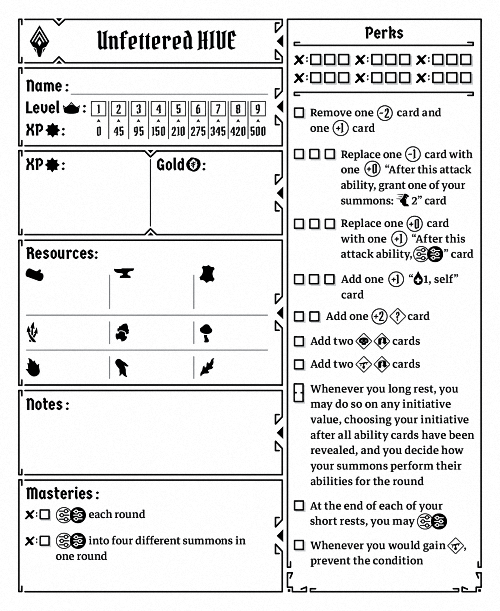 Unfettered HIVE
Name:
Level:
1 2 3 4 5 6 7 8 9
XP:
0 45 95 150 210 275 345 420 500
XP:
Gold:
Resources:
Notes:
Masteries:
✗: each round
✗: into four different summons in
one round
Perks
✗: ✗: ✗:
✗: ✗: ✗:
Remove one -2 card and
one +1 card
Replace one -1 card with
one +0 “After this attack
ability, grant one of your
summons: 2” card
Replace one +0 card
with one +1 “After this
attack ability, ” card
Add one +1 “1, self”
card
Add one +2 ? card
Add two cards
Add two cards
Whenever you long rest, you
may do so on any initiative
value, choosing your initiative
after all ability cards have been
revealed, and you decide how
your summons perform their
abilities for the round
At the end of each of your
short rests, you may
Whenever you would gain ,
prevent the condition